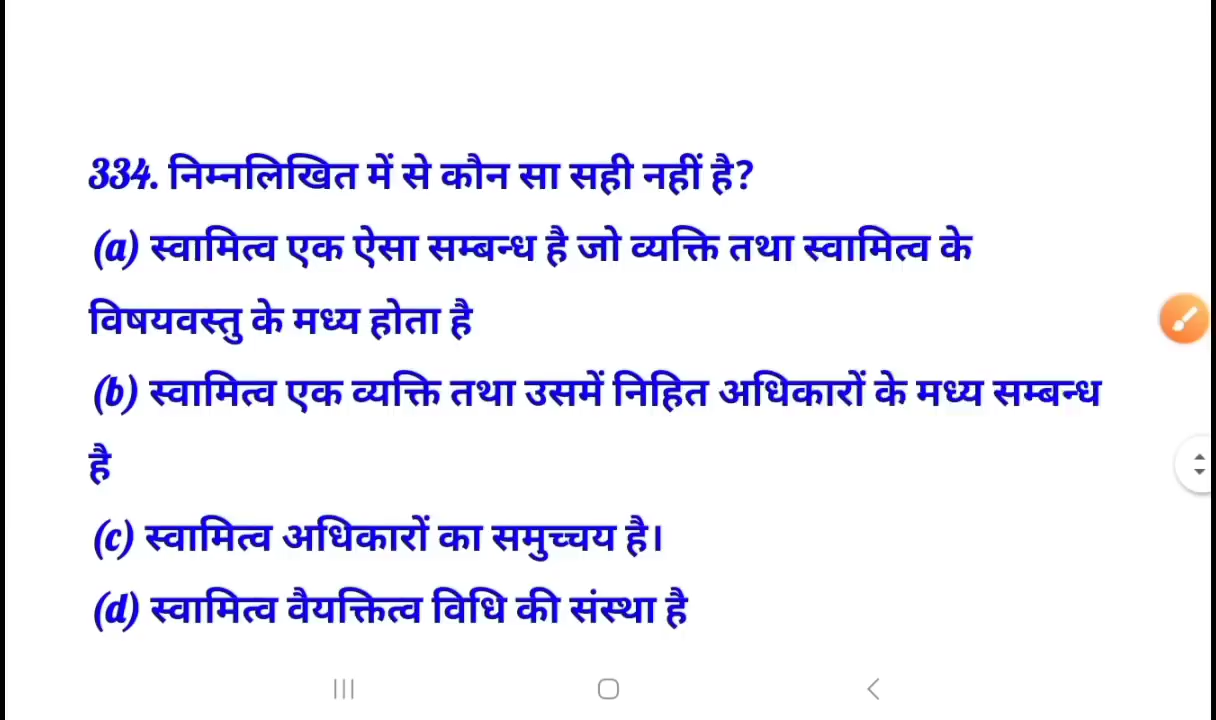 334. निम्नलिखित में से कौन सा सही नहीं है?
(a) स्वामित्व एक ऐसा सम्बन्ध है जो व्यक्ति तथा स्वामित्व के
विषयवस्तु के मध्य होता है
(b) स्वामित्व एक व्यक्ति तथा उसमें निहित अधिकारों के मध्य सम्बन्ध
है
(c) स्वामित्व अधिकारों का समुच्चय है।
(d) स्वामित्व वैयक्तित्व विधि की संस्था है